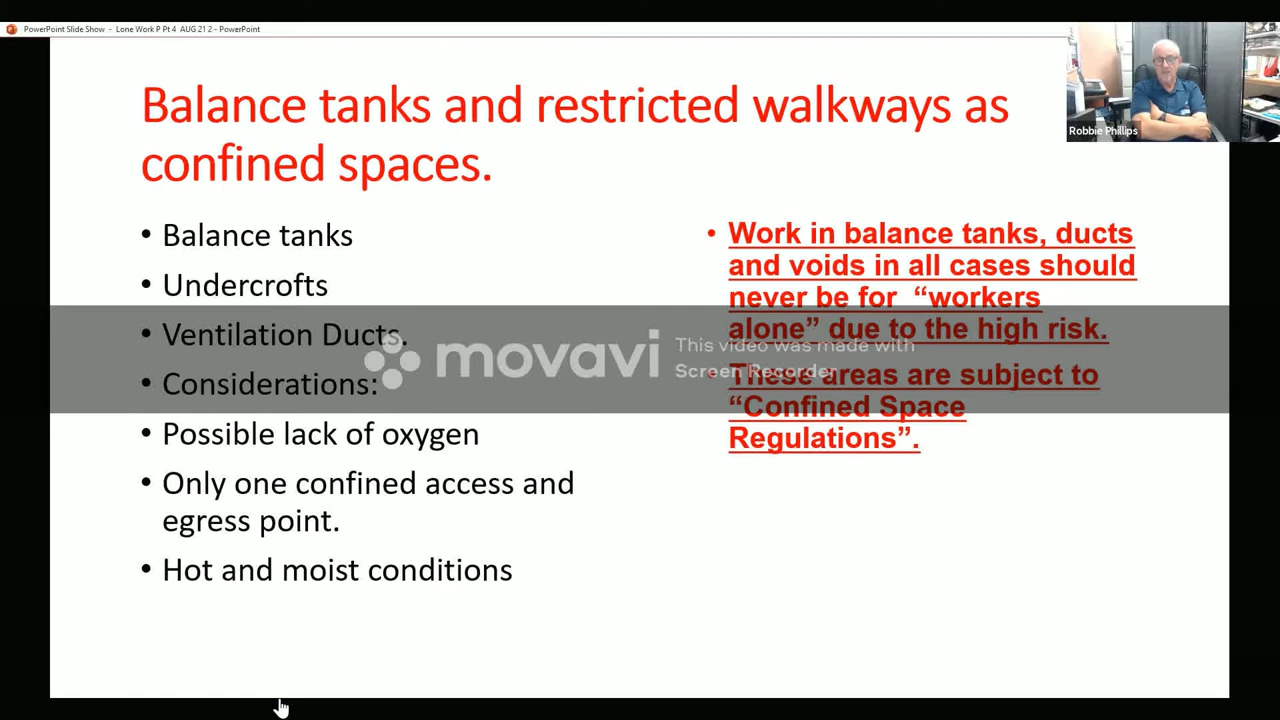 PowerPoint Slide Show - Lone Work P Pt 4 AUG 21 2 - PowerPoint
Robbie Phillips
Balance tanks and restricted walkways as
confined spaces.
• Balance tanks
• Undercrofts
• Ventilation Ducts.
• Considerations:
• Possible lack of oxygen
• Only one confined access and
egress point.
• Hot and moist conditions
• Work in balance tanks, ducts
and voids in all cases should
never be for “workers
alone” due to the high risk.
• These areas are subject to
“Confined Space
Regulations”.
movavi
This video was made with
Screen Recorder